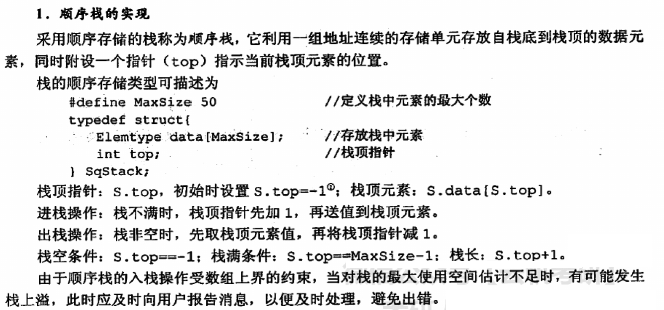 1．顺序栈的实现
采用顺序存储的栈称为顺序栈，它利用一组地址连续的存储单元存放自栈底到栈顶的数据元
素，同时附设一个指针（top）指示当前栈顶元素的位置。
栈的顺序存储类型可描述为
#define MaxSize 50 //定义栈中元素的最大个数
typedef struct{
Elemtype data[MaxSize]; //存放栈中元素
int top; //栈顶指针
} SqStack;
栈顶指针：S.top，初始时设置 S.top=-1①；栈顶元素：S.data[S.top]。
进栈操作：栈不满时，栈顶指针先加 1，再送值到栈顶元素。
出栈操作：栈非空时，先取栈顶元素值，再将栈顶指针减 1。
栈空条件：S.top==-1；栈满条件：S.top==MaxSize-1；栈长：S.top+1。
由于顺序栈的入栈操作受数组上界的约束，当对栈的最大使用空间估计不足时，有可能发生
栈上溢，此时应及时向用户报告消息，以便及时处理，避免出错。